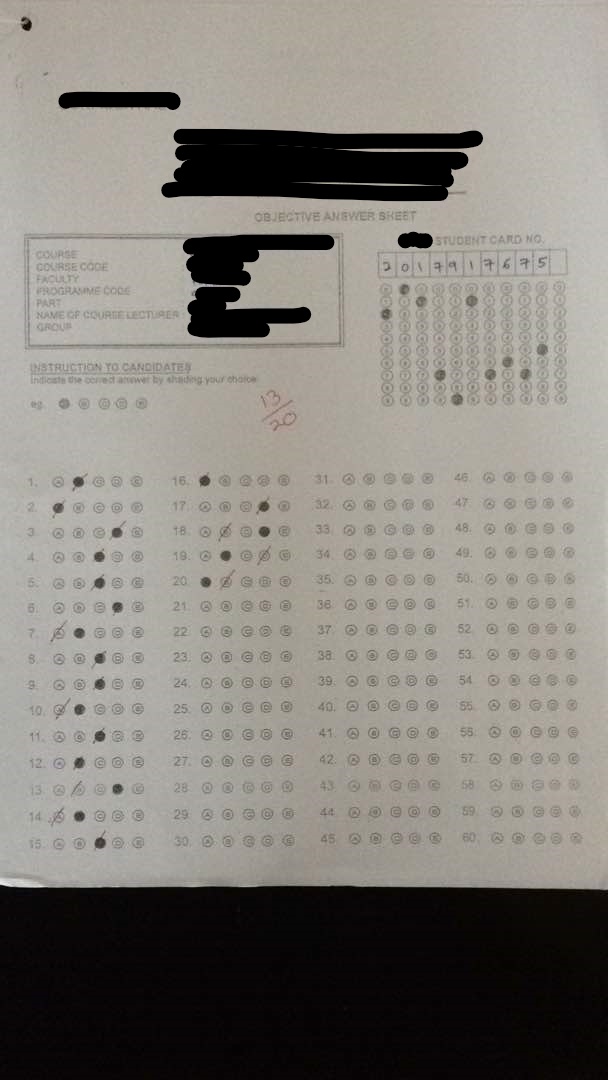 OBJECTIVE ANSWER SHEET
STUDENT CARD NO.
2 0 1 7 9 1 7 6 7 5
COURSE
COURSE CODE
FACULTY
PROGRAMME CODE
PART
NAME OF COURSE LECTURER
GROUP
INSTRUCTION TO CANDIDATES
Indicate the correct answer by shading your choice
eg. B C D E
13/20
1. A C D E 16. B C D E 31. A B C D E 46. A B C D E
2. B C D E 17. A B C E 32. A B C D E 47. A B C D E
3. A B C E 18. A B C E 33. A B C D E 48. A B C D E
4. A B D E 19. A C D E 34. A B C D E 49. A B C D E
5. A B D E 20. B C D E 35. A B C D E 50. A B C D E
6. A B C E 21. A B C D E 36. A B C D E 51. A B C D E
7. A C D E 22. A B C D E 37. A B C D E 52. A B C D E
8. A B D E 23. A B C D E 38. A B C D E 53. A B C D E
9. A B D E 24. A B C D E 39. A B C D E 54. A B C D E
10. A C D E 25. A B C D E 40. A B C D E 55. A B C D E
11. A B D E 26. A B C D E 41. A B C D E 56. A B C D E
12. A C D E 27. A B C D E 42. A B C D E 57. A B C D E
13. A B C E 28. A B C D E 43. A B C D E 58. A B C D E
14. A C D E 29. A B C D E 44. A B C D E 59. A B C D E
15. A B D E 30. A B C D E 45. A B C D E 60. A B C D E